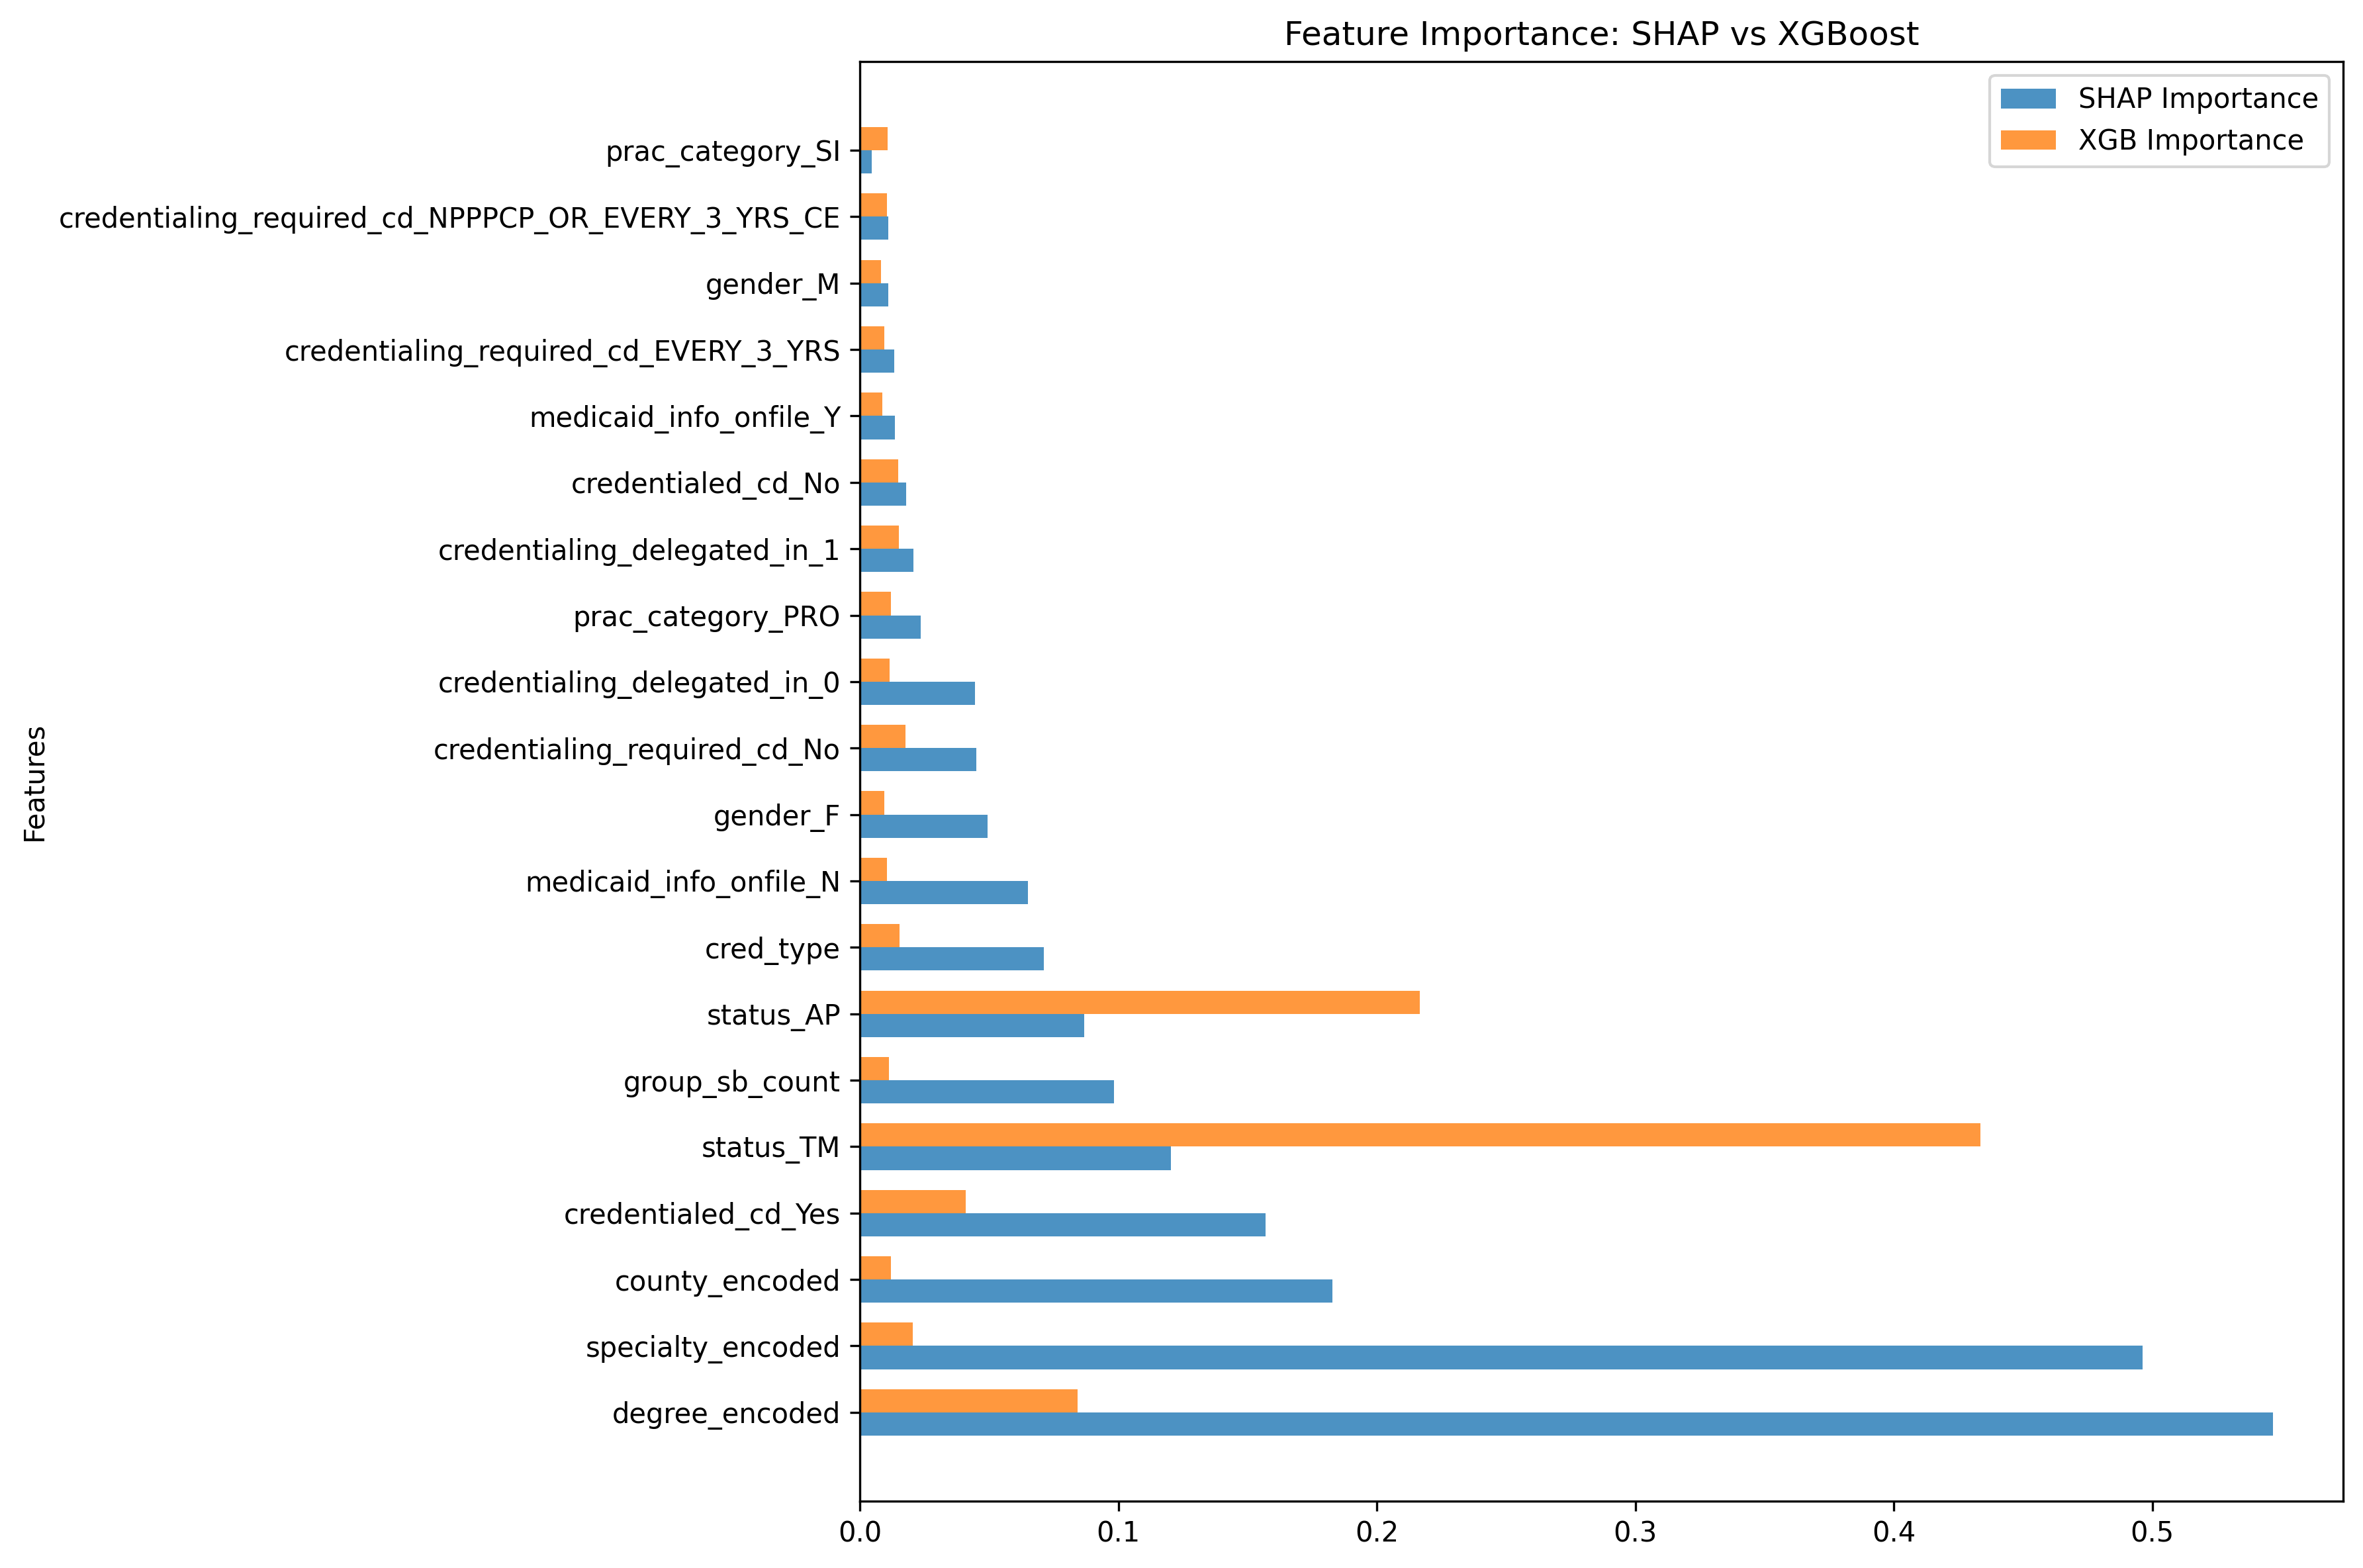 Feature Importance: SHAP vs XGBoost
SHAP Importance
XGB Importance
prac_category_SI
credentialing_required_cd_NPPPCP_OR_EVERY_3_YRS_CE
gender_M
credentialing_required_cd_EVERY_3_YRS
medicaid_info_onfile_Y
credentialed_cd_No
credentialing_delegated_in_1
prac_category_PRO
credentialing_delegated_in_0
credentialing_required_cd_No
gender_F
medicaid_info_onfile_N
cred_type
status_AP
group_sb_count
status_TM
credentialed_cd_Yes
county_encoded
specialty_encoded
degree_encoded
Features
0.0 0.1 0.2 0.3 0.4 0.5